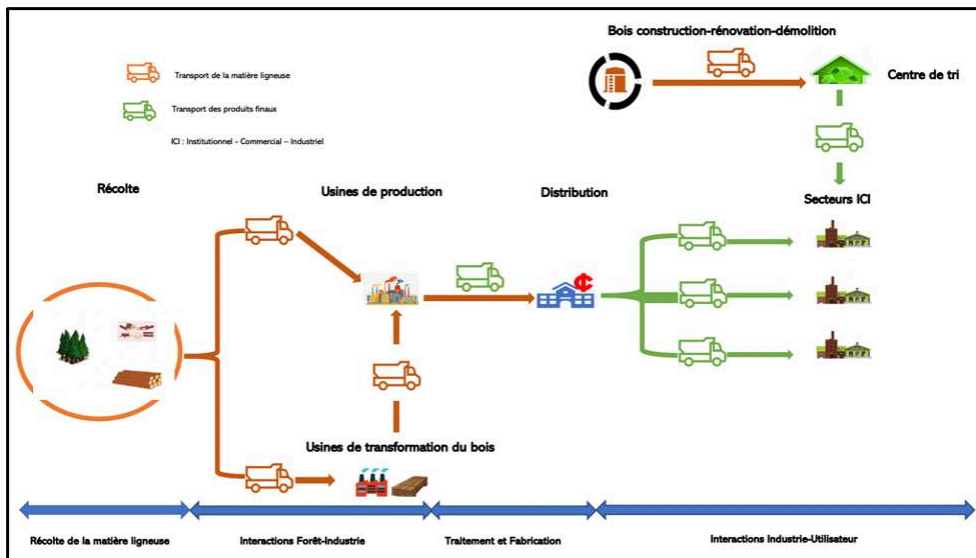 Bois construction-rénovation-démolition
Transport de la matière ligneuse
Centre de tri
Transport des produits finaux
ICI : Institutionnel - Commercial – Industriel
Récolte
Usines de production
Distribution
Secteurs ICI
Usines de transformation du bois
Récolte de la matière ligneuse
Interactions Forêt-Industrie
Traitement et Fabrication
Interactions Industrie-Utilisateur